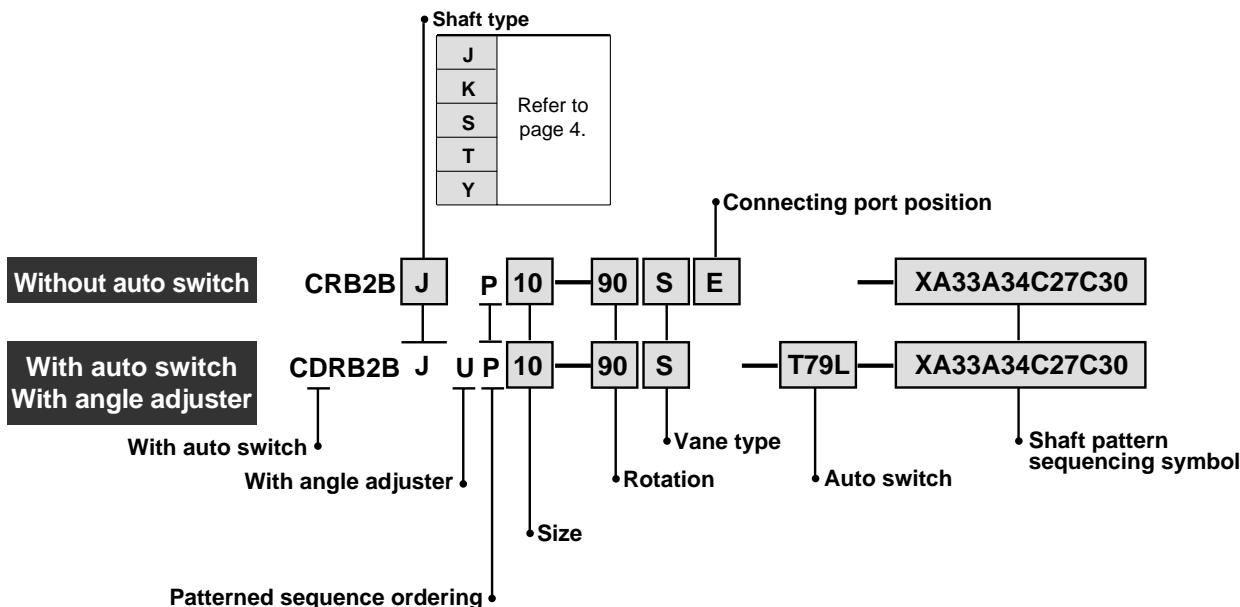 Shaft type
J
K
S
T
Y
Refer to
page 4.
Connecting port position
Without auto switch
CRB2B J P 10 — 90 S E — XA33A34C27C30
With auto switch
With angle adjuster
CDRB2B J U P 10 — 90 S — T79L — XA33A34C27C30
With auto switch
With angle adjuster
Patterned sequence ordering
Size
Rotation
Vane type
Auto switch
Shaft pattern
sequencing symbol